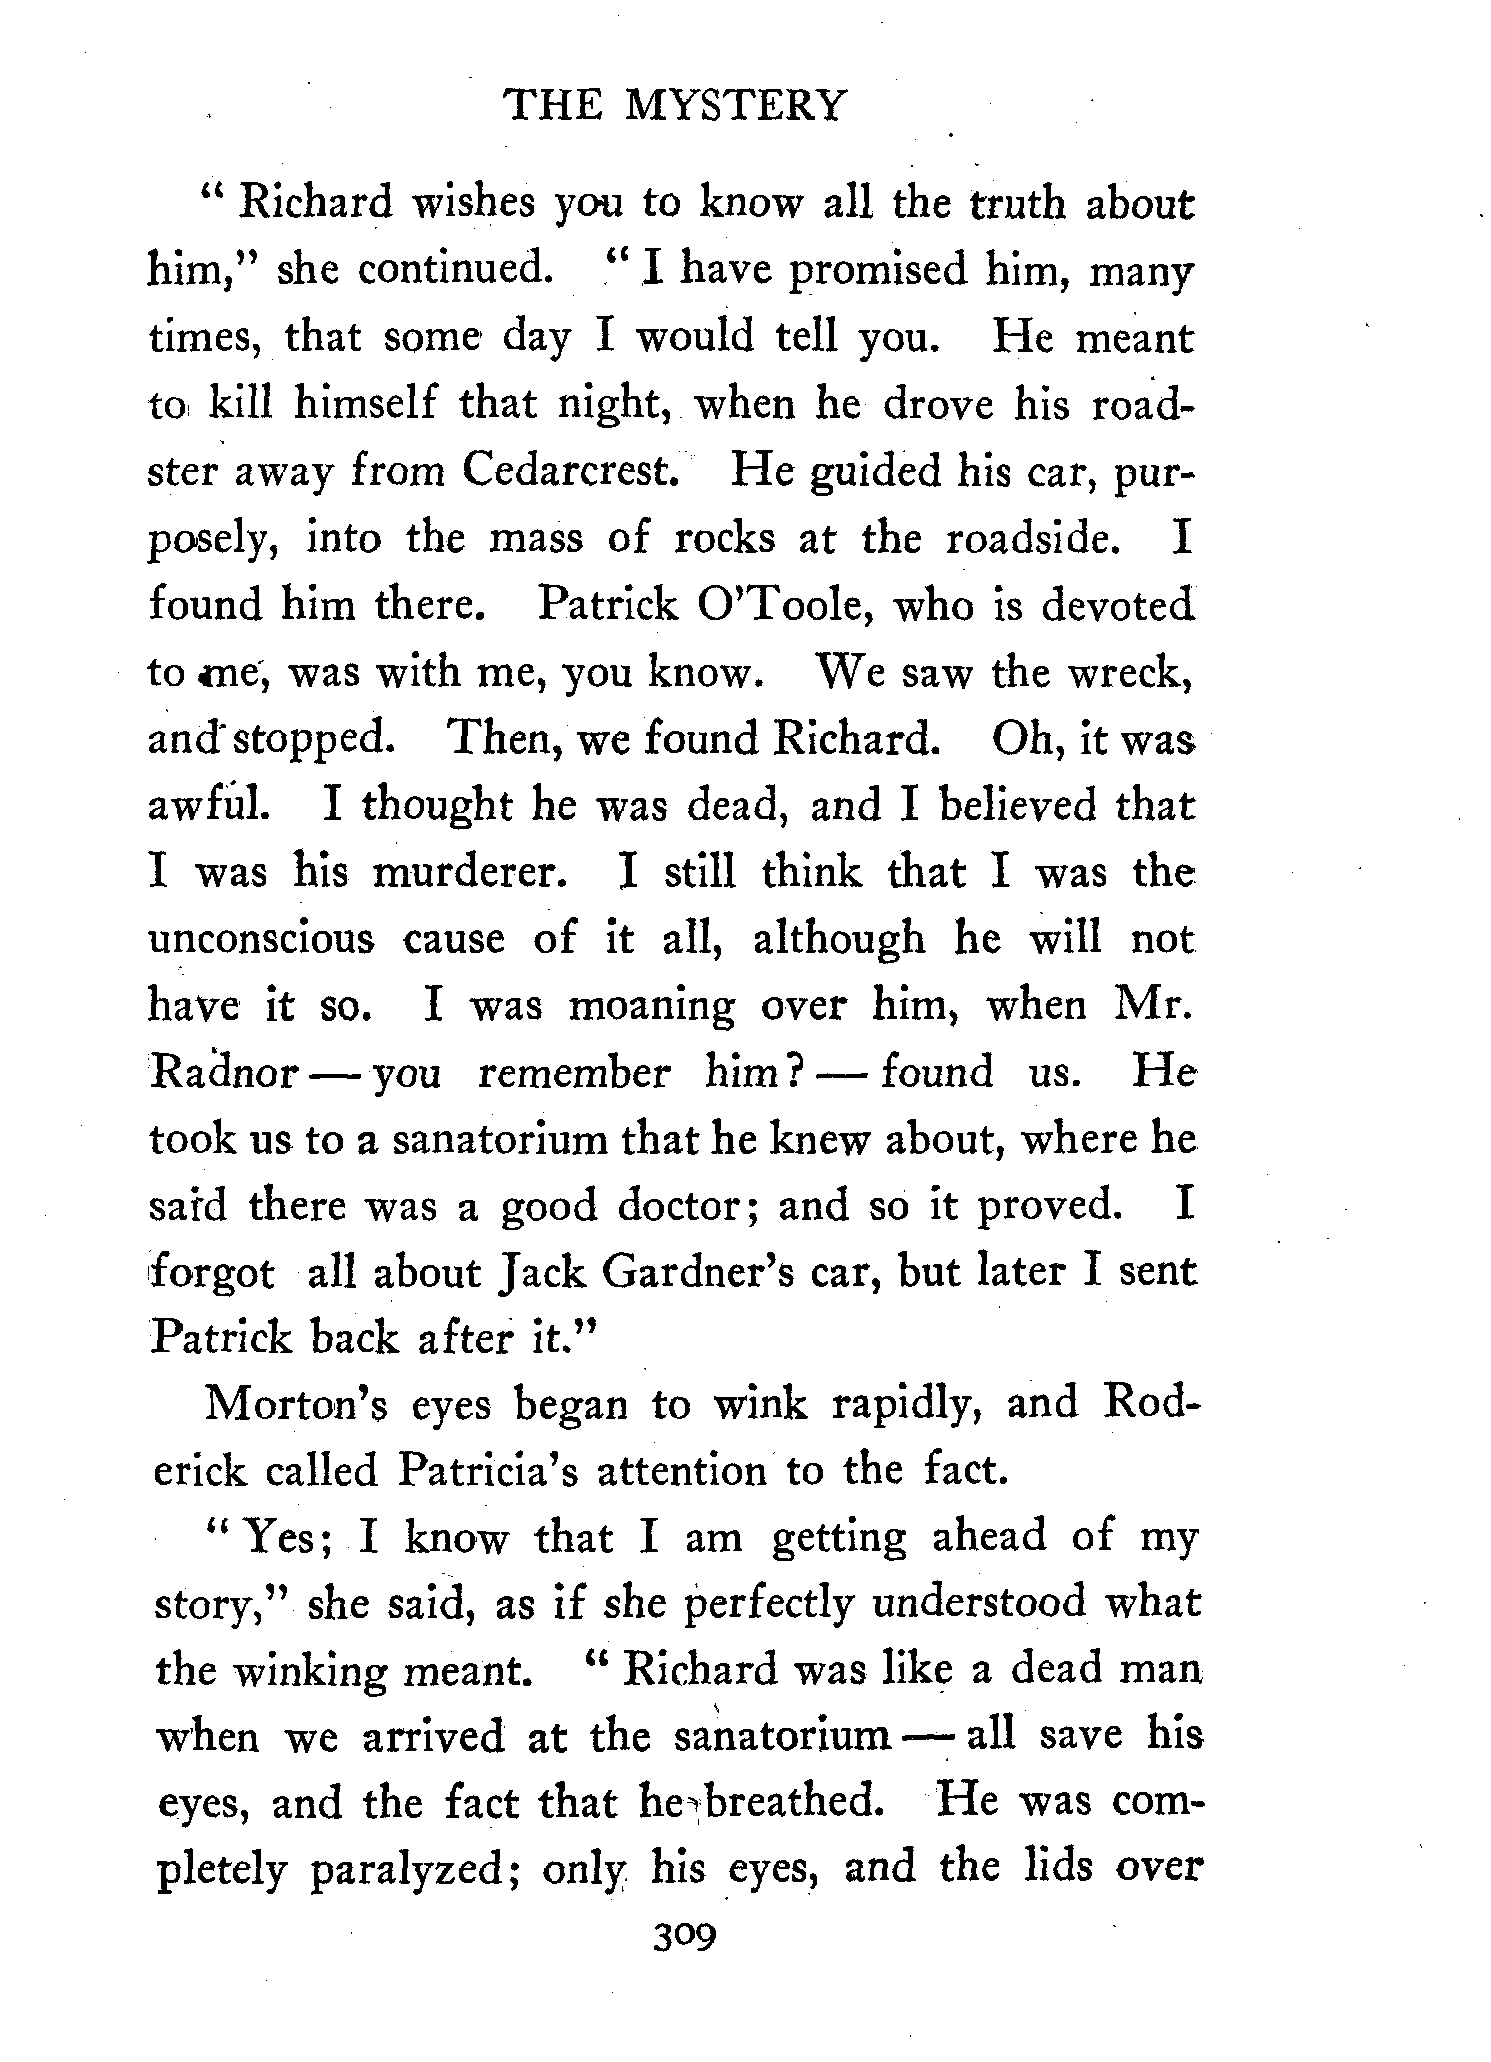 THE MYSTERY
“ Richard wishes you to know all the truth about
him,” she continued. “ I have promised him, many
times, that some day I would tell you. He meant
to kill himself that night, when he drove his road-
ster away from Cedarcrest. He guided his car, pur-
posely, into the mass of rocks at the roadside. I
found him there. Patrick O’Toole, who is devoted
to me, was with me, you know. We saw the wreck,
and stopped. Then, we found Richard. Oh, it was
awful. I thought he was dead, and I believed that
I was his murderer. I still think that I was the
unconscious cause of it all, although he will not
have it so. I was moaning over him, when Mr.
Radnor — you remember him? — found us. He
took us to a sanatorium that he knew about, where he
said there was a good doctor; and so it proved. I
forgot all about Jack Gardner’s car, but later I sent
Patrick back after it.”
Morton’s eyes began to wink rapidly, and Rod-
erick called Patricia’s attention to the fact.
“ Yes; I know that I am getting ahead of my
story,” she said, as if she perfectly understood what
the winking meant. “ Richard was like a dead man
when we arrived at the sanatorium — all save his
eyes, and the fact that he breathed. He was com-
pletely paralyzed; only his eyes, and the lids over
309